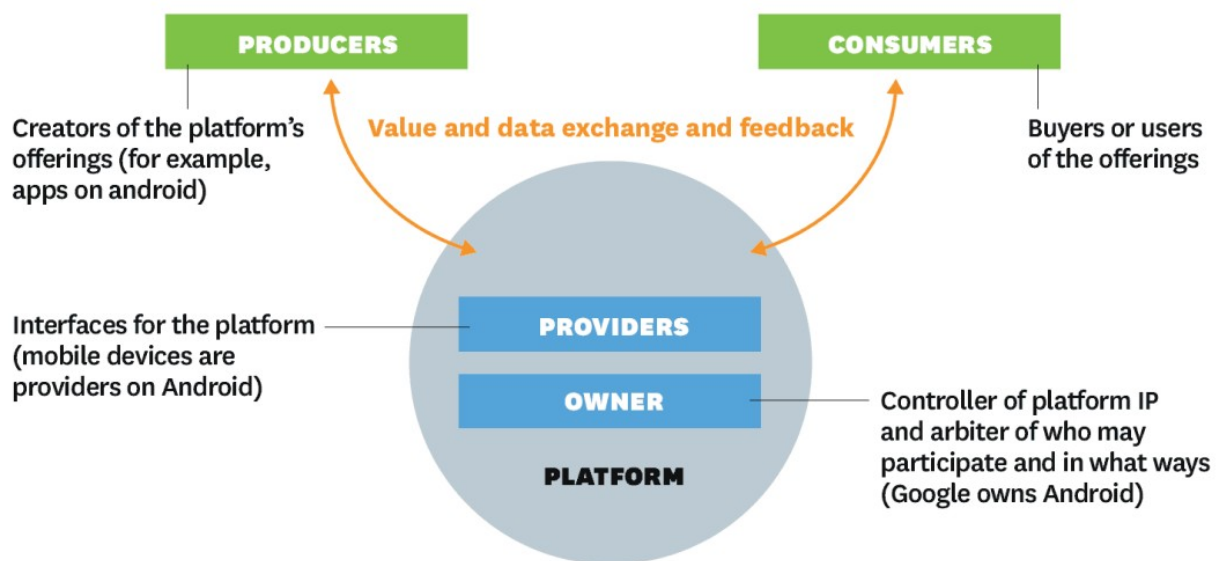 PRODUCERS
CONSUMERS
Creators of the platform's
offerings (for example,
apps on android)
Value and data exchange and feedback
Buyers or users
of the offerings
Interfaces for the platform
(mobile devices are
providers on Android)
PROVIDERS
OWNER
Controller of platform IP
and arbiter of who may
participate and in what ways
(Google owns Android)
PLATFORM